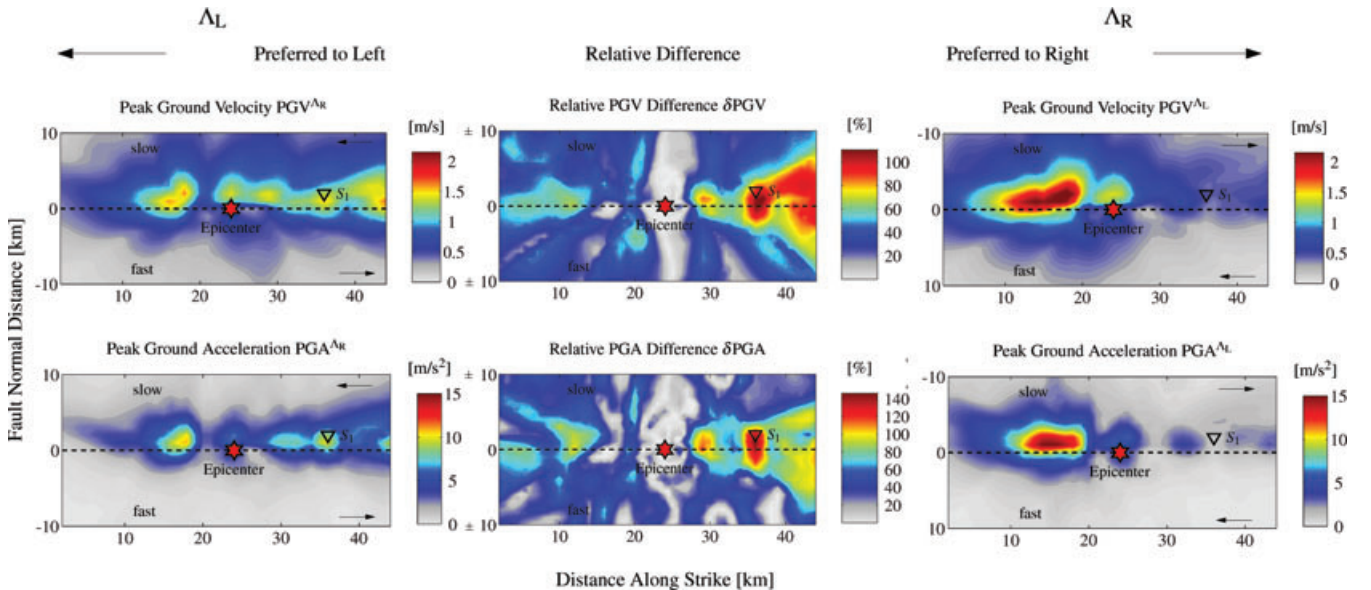 Λ_L
Λ_R
Preferred to Left
Relative Difference
Preferred to Right
Peak Ground Velocity PGV^Λ_R
Relative PGV Difference δPGV
Peak Ground Velocity PGV^Λ_L
[m/s]
[%]
[m/s]
10
0
-10
10 20 30 40
slow
fast
S1
Epicenter
2
1.5
1
0.5
0
± 10
0
± 10
10 20 30 40
slow
fast
S1
Epicenter
100
80
60
40
20
-10
0
10
10 20 30 40
slow
fast
S1
Epicenter
2
1.5
1
0.5
0
Fault Normal Distance [km]
Peak Ground Acceleration PGA^Λ_R
Relative PGA Difference δPGA
Peak Ground Acceleration PGA^Λ_L
[m/s²]
[%]
[m/s²]
10
0
-10
10 20 30 40
slow
fast
S1
Epicenter
15
10
5
0
± 10
0
± 10
10 20 30 40
slow
fast
S1
Epicenter
140
120
100
80
60
40
20
-10
0
10
10 20 30 40
slow
fast
S1
Epicenter
15
10
5
0
Distance Along Strike [km]